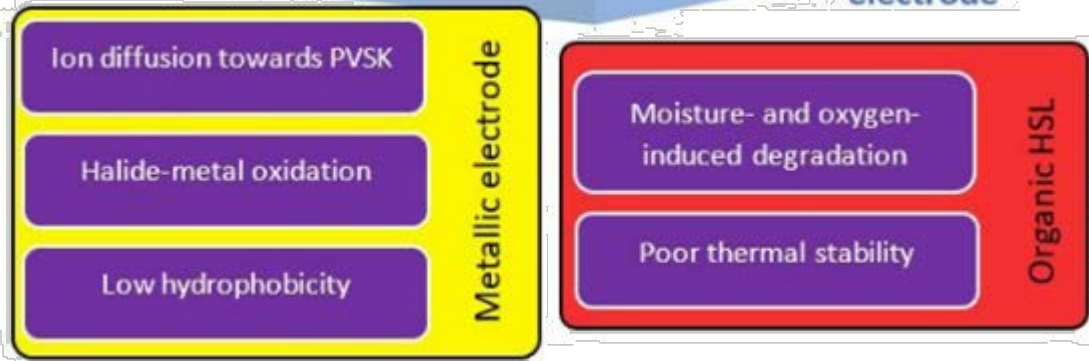 electrode
Ion diffusion towards PVSK
Halide-metal oxidation
Low hydrophobicity
Metallic electrode
Moisture- and oxygen-
induced degradation
Poor thermal stability
Organic HSL